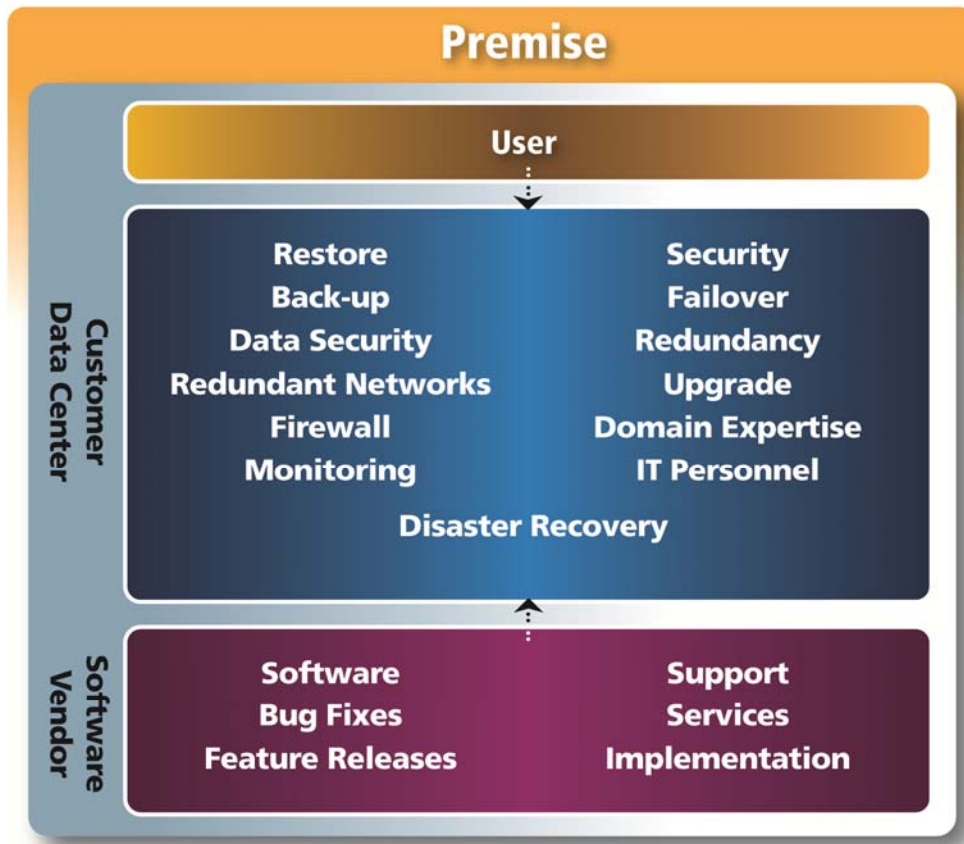 Premise
User
Customer
Data Center
Restore
Back-up
Data Security
Redundant Networks
Firewall
Monitoring
Security
Failover
Redundancy
Upgrade
Domain Expertise
IT Personnel
Disaster Recovery
Software
Vendor
Software
Bug Fixes
Feature Releases
Support
Services
Implementation